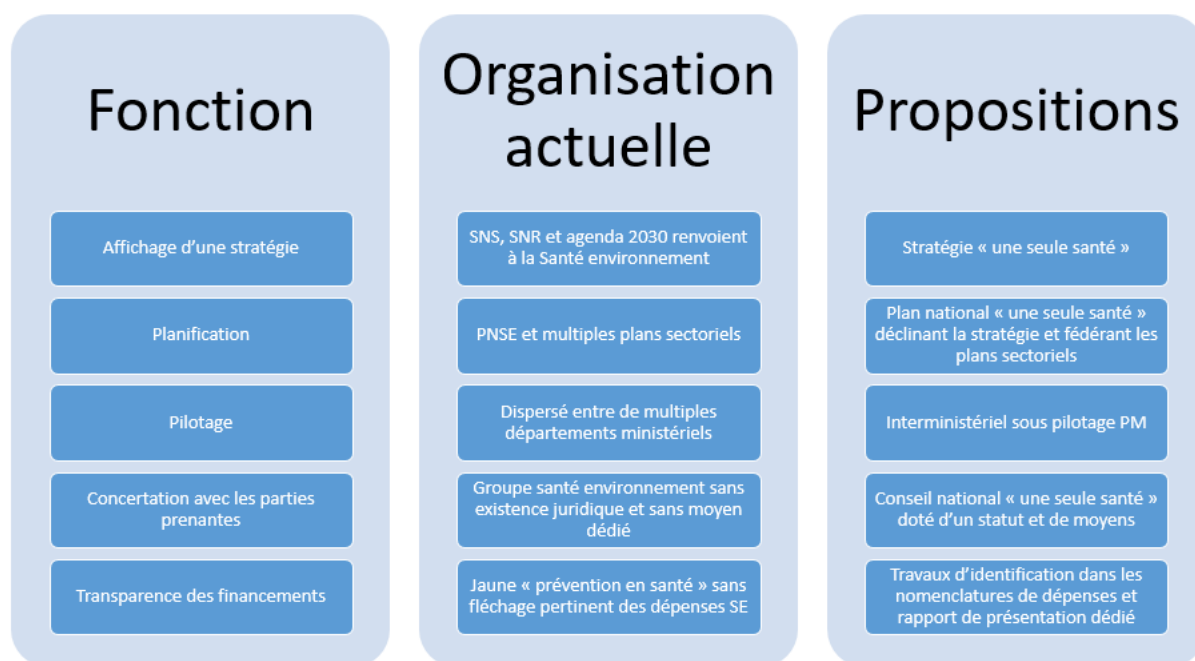 Fonction
Affichage d’une stratégie
Planification
Pilotage
Concertation avec les parties
prenantes
Transparence des financements
Organisation
actuelle
SNS, SNR et agenda 2030 renvoient
à la Santé environnement
PNSE et multiples plans sectoriels
Dispersé entre de multiples
départements ministériels
Groupe santé environnement sans
existence juridique et sans moyen
dédié
Jaune « prévention en santé » sans
fléchage pertinent des dépenses SE
Propositions
Stratégie « une seule santé »
Plan national « une seule santé »
déclinant la stratégie et fédérant les
plans sectoriels
Interministériel sous pilotage PM
Conseil national « une seule santé »
doté d’un statut et de moyens
Travaux d’identification dans les
nomenclatures de dépenses et
rapport de présentation dédié